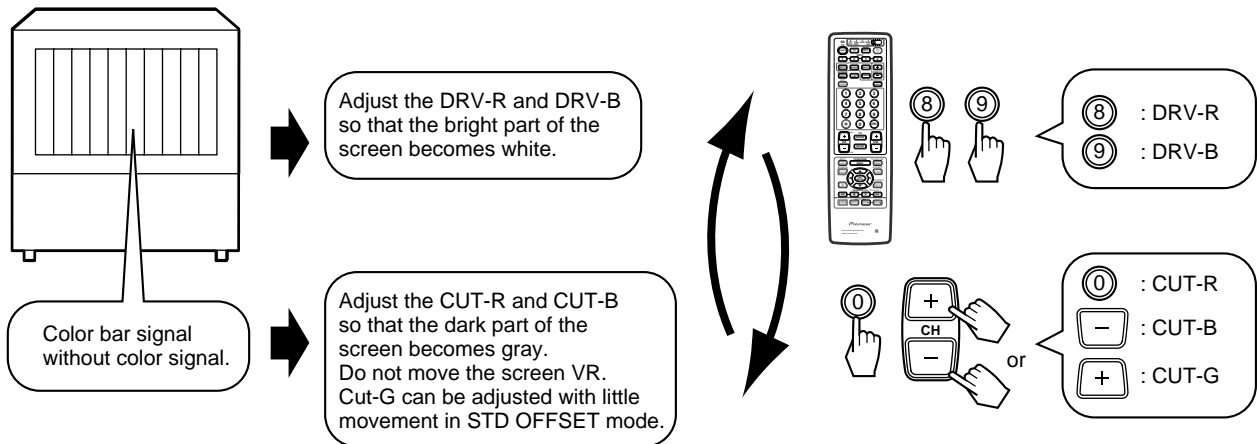 Adjust the DRV-R and DRV-B
so that the bright part of the
screen becomes white.
8
9
8 : DRV-R
9 : DRV-B
Pioneer
Color bar signal
without color signal.
Adjust the CUT-R and CUT-B
so that the dark part of the
screen becomes gray.
Do not move the screen VR.
Cut-G can be adjusted with little
movement in STD OFFSET mode.
0
+
CH
−
or
0 : CUT-R
− : CUT-B
+ : CUT-G